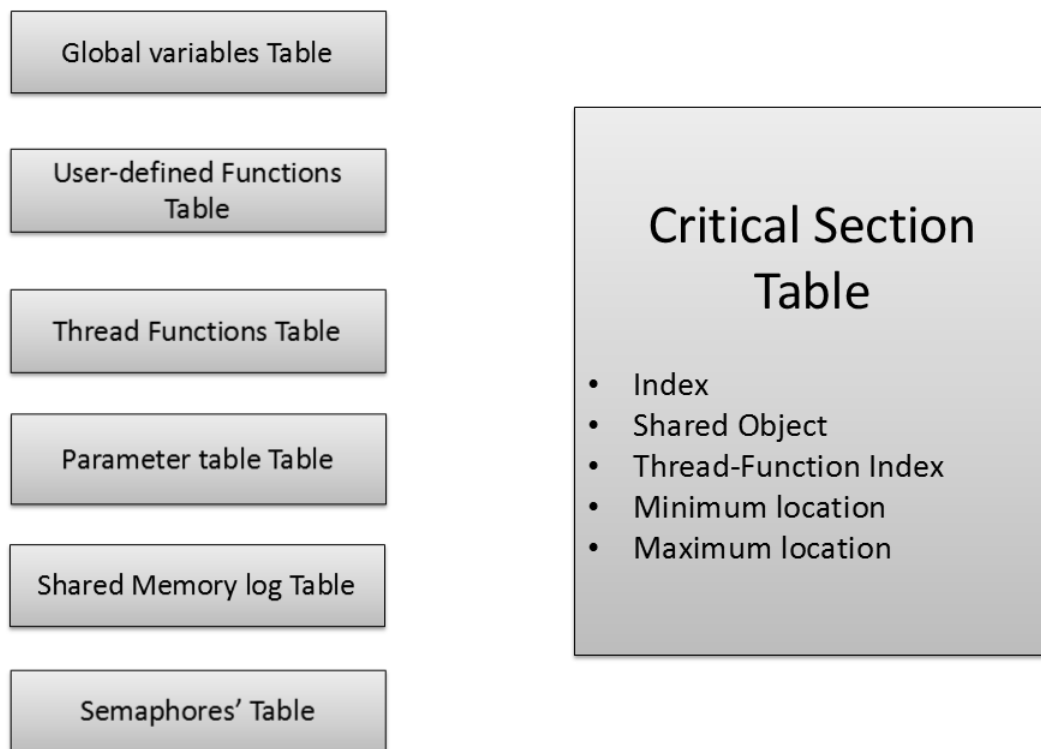 Global variables Table
User-defined Functions
Table
Thread Functions Table
Parameter table Table
Shared Memory log Table
Semaphores’ Table
Critical Section
Table
• Index
• Shared Object
• Thread-Function Index
• Minimum location
• Maximum location